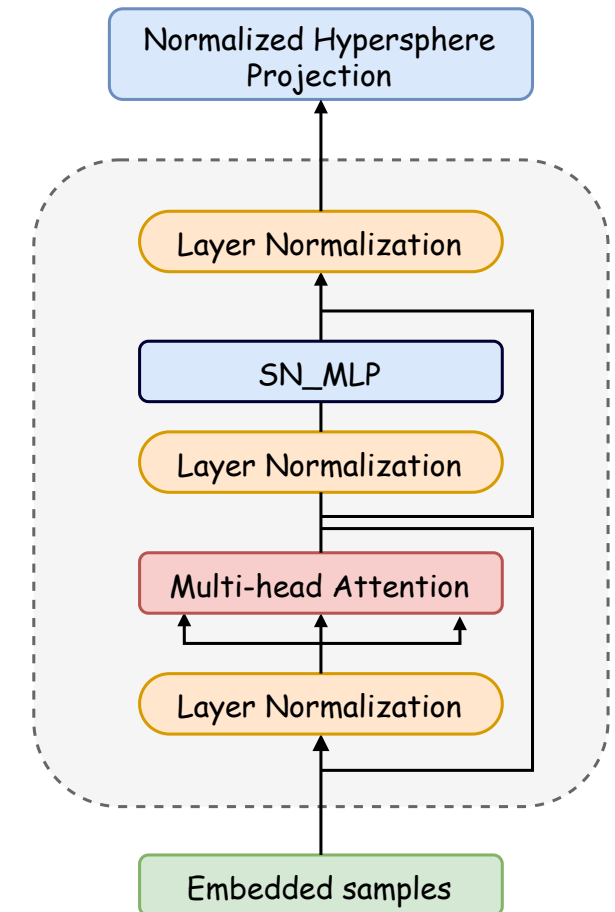 Normalized Hypersphere
Projection
Layer Normalization
SN_MLP
Layer Normalization
Multi-head Attention
Layer Normalization
Embedded samples